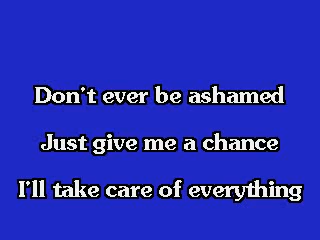 Don't ever be ashamed
Just give me a chance
I'll take care of everything